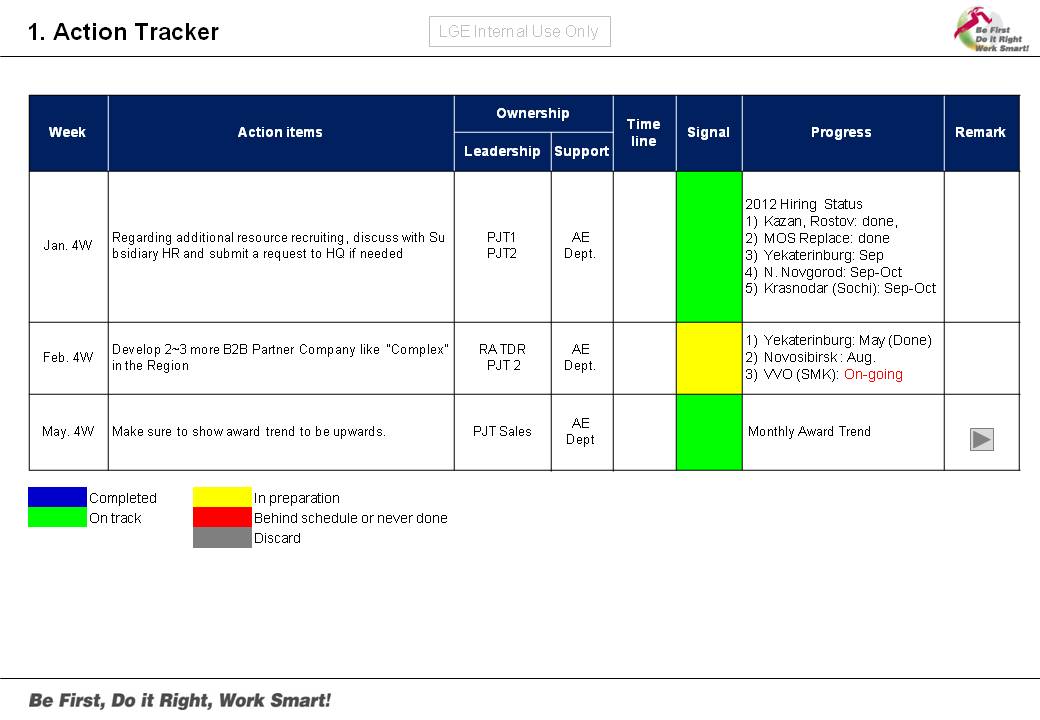 1. Action Tracker
LGE Internal Use Only
Be First
Do it Right
Work Smart!
Week
Action items
Ownership
Leadership
Support
Time
line
Signal
Progress
Remark
Jan. 4W
Regarding additional resource recruiting, discuss with Su
bsidiary HR and submit a request to HQ if needed
PJT1
PJT2
AE
Dept.
2012 Hiring Status
1) Kazan, Rostov: done,
2) MOS Replace: done
3) Yekaterinburg: Sep
4) N. Novgorod: Sep-Oct
5) Krasnodar (Sochi): Sep-Oct
Feb. 4W
Develop 2~3 more B2B Partner Company like "Complex"
in the Region
RA TDR
PJT 2
AE
Dept.
1) Yekaterinburg: May (Done)
2) Novosibirsk : Aug.
3) VVO (SMK): On-going
May. 4W
Make sure to show award trend to be upwards.
PJT Sales
AE
Dept
Monthly Award Trend
Completed
In preparation
On track
Behind schedule or never done
Discard
Be First, Do it Right, Work Smart!